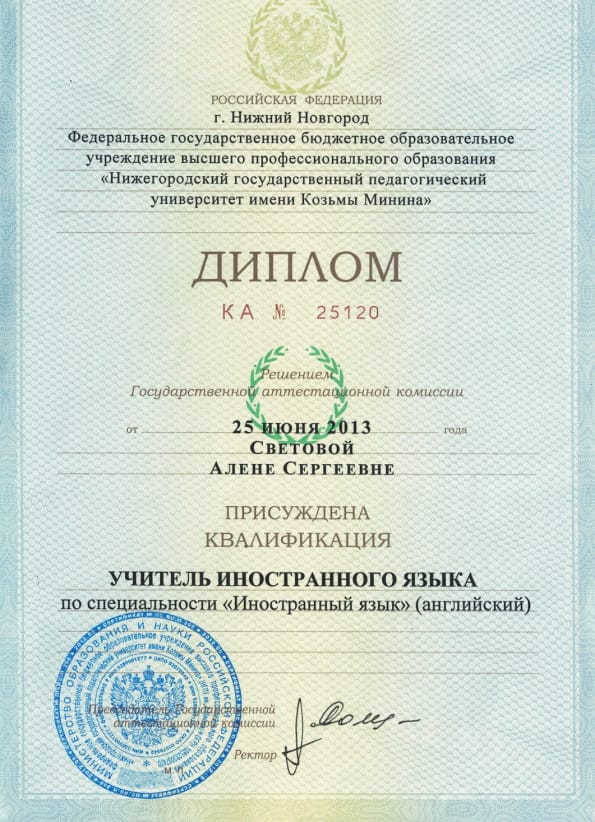 РОССИЙСКАЯ ФЕДЕРАЦИЯ
г. Нижний Новгород
Федеральное государственное бюджетное образовательное
учреждение высшего профессионального образования
«Нижегородский государственный педагогический
университет имени Козьмы Минина»
ДИПЛОМ
КА № 25120
Решением
Государственной аттестационной комиссии
от 25 июня 2013 года
Световой
Алене Сергеевне
ПРИСУЖДЕНА
КВАЛИФИКАЦИЯ
УЧИТЕЛЬ ИНОСТРАННОГО ЯЗЫКА
по специальности «Иностранный язык» (английский)
МИНИСТЕРСТВО ОБРАЗОВАНИЯ И НАУКИ РОССИЙСКОЙ ФЕДЕРАЦИИ
Председатель Государственной
аттестационной комиссии
Ректор
М.П.